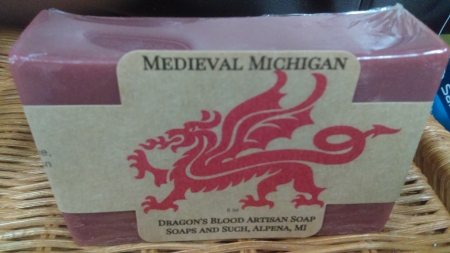 MEDIEVAL MICHIGAN
DRAGON'S BLOOD ARTISAN SOAP
SOAPS AND SUCH, ALPENA, MI